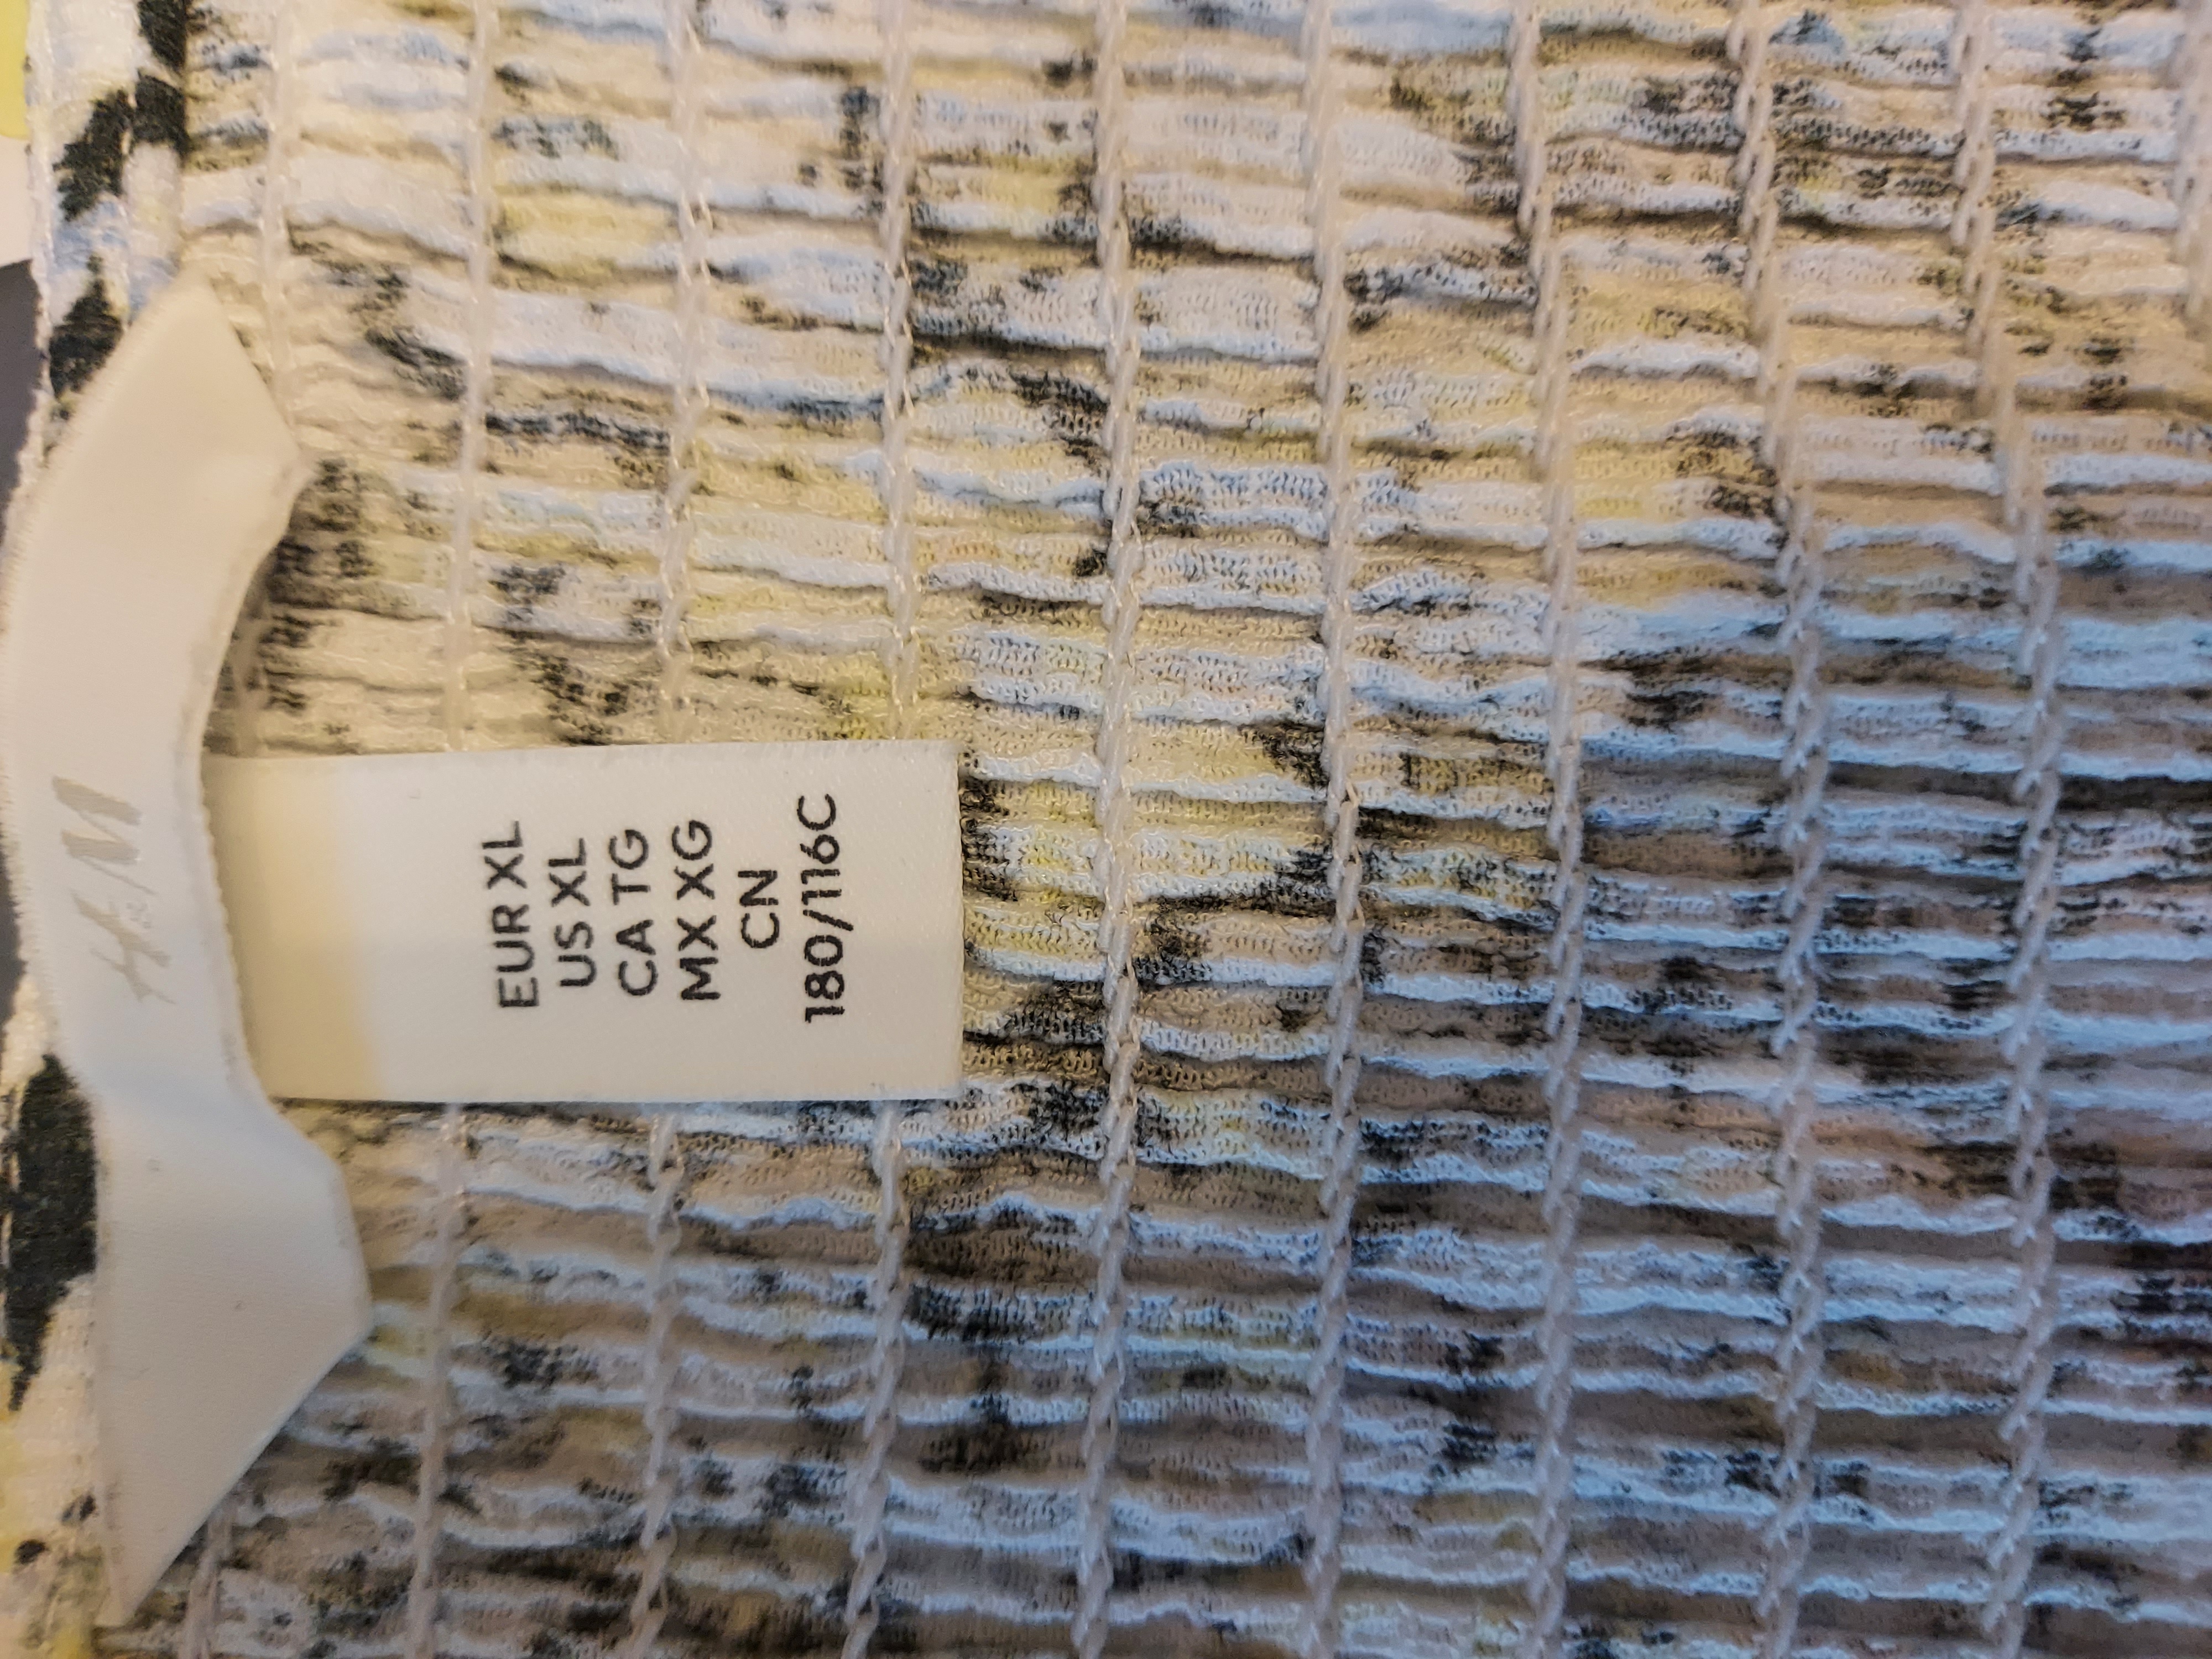 H&M
EUR XL
US XL
CA TG
MX XG
CN
180/116C